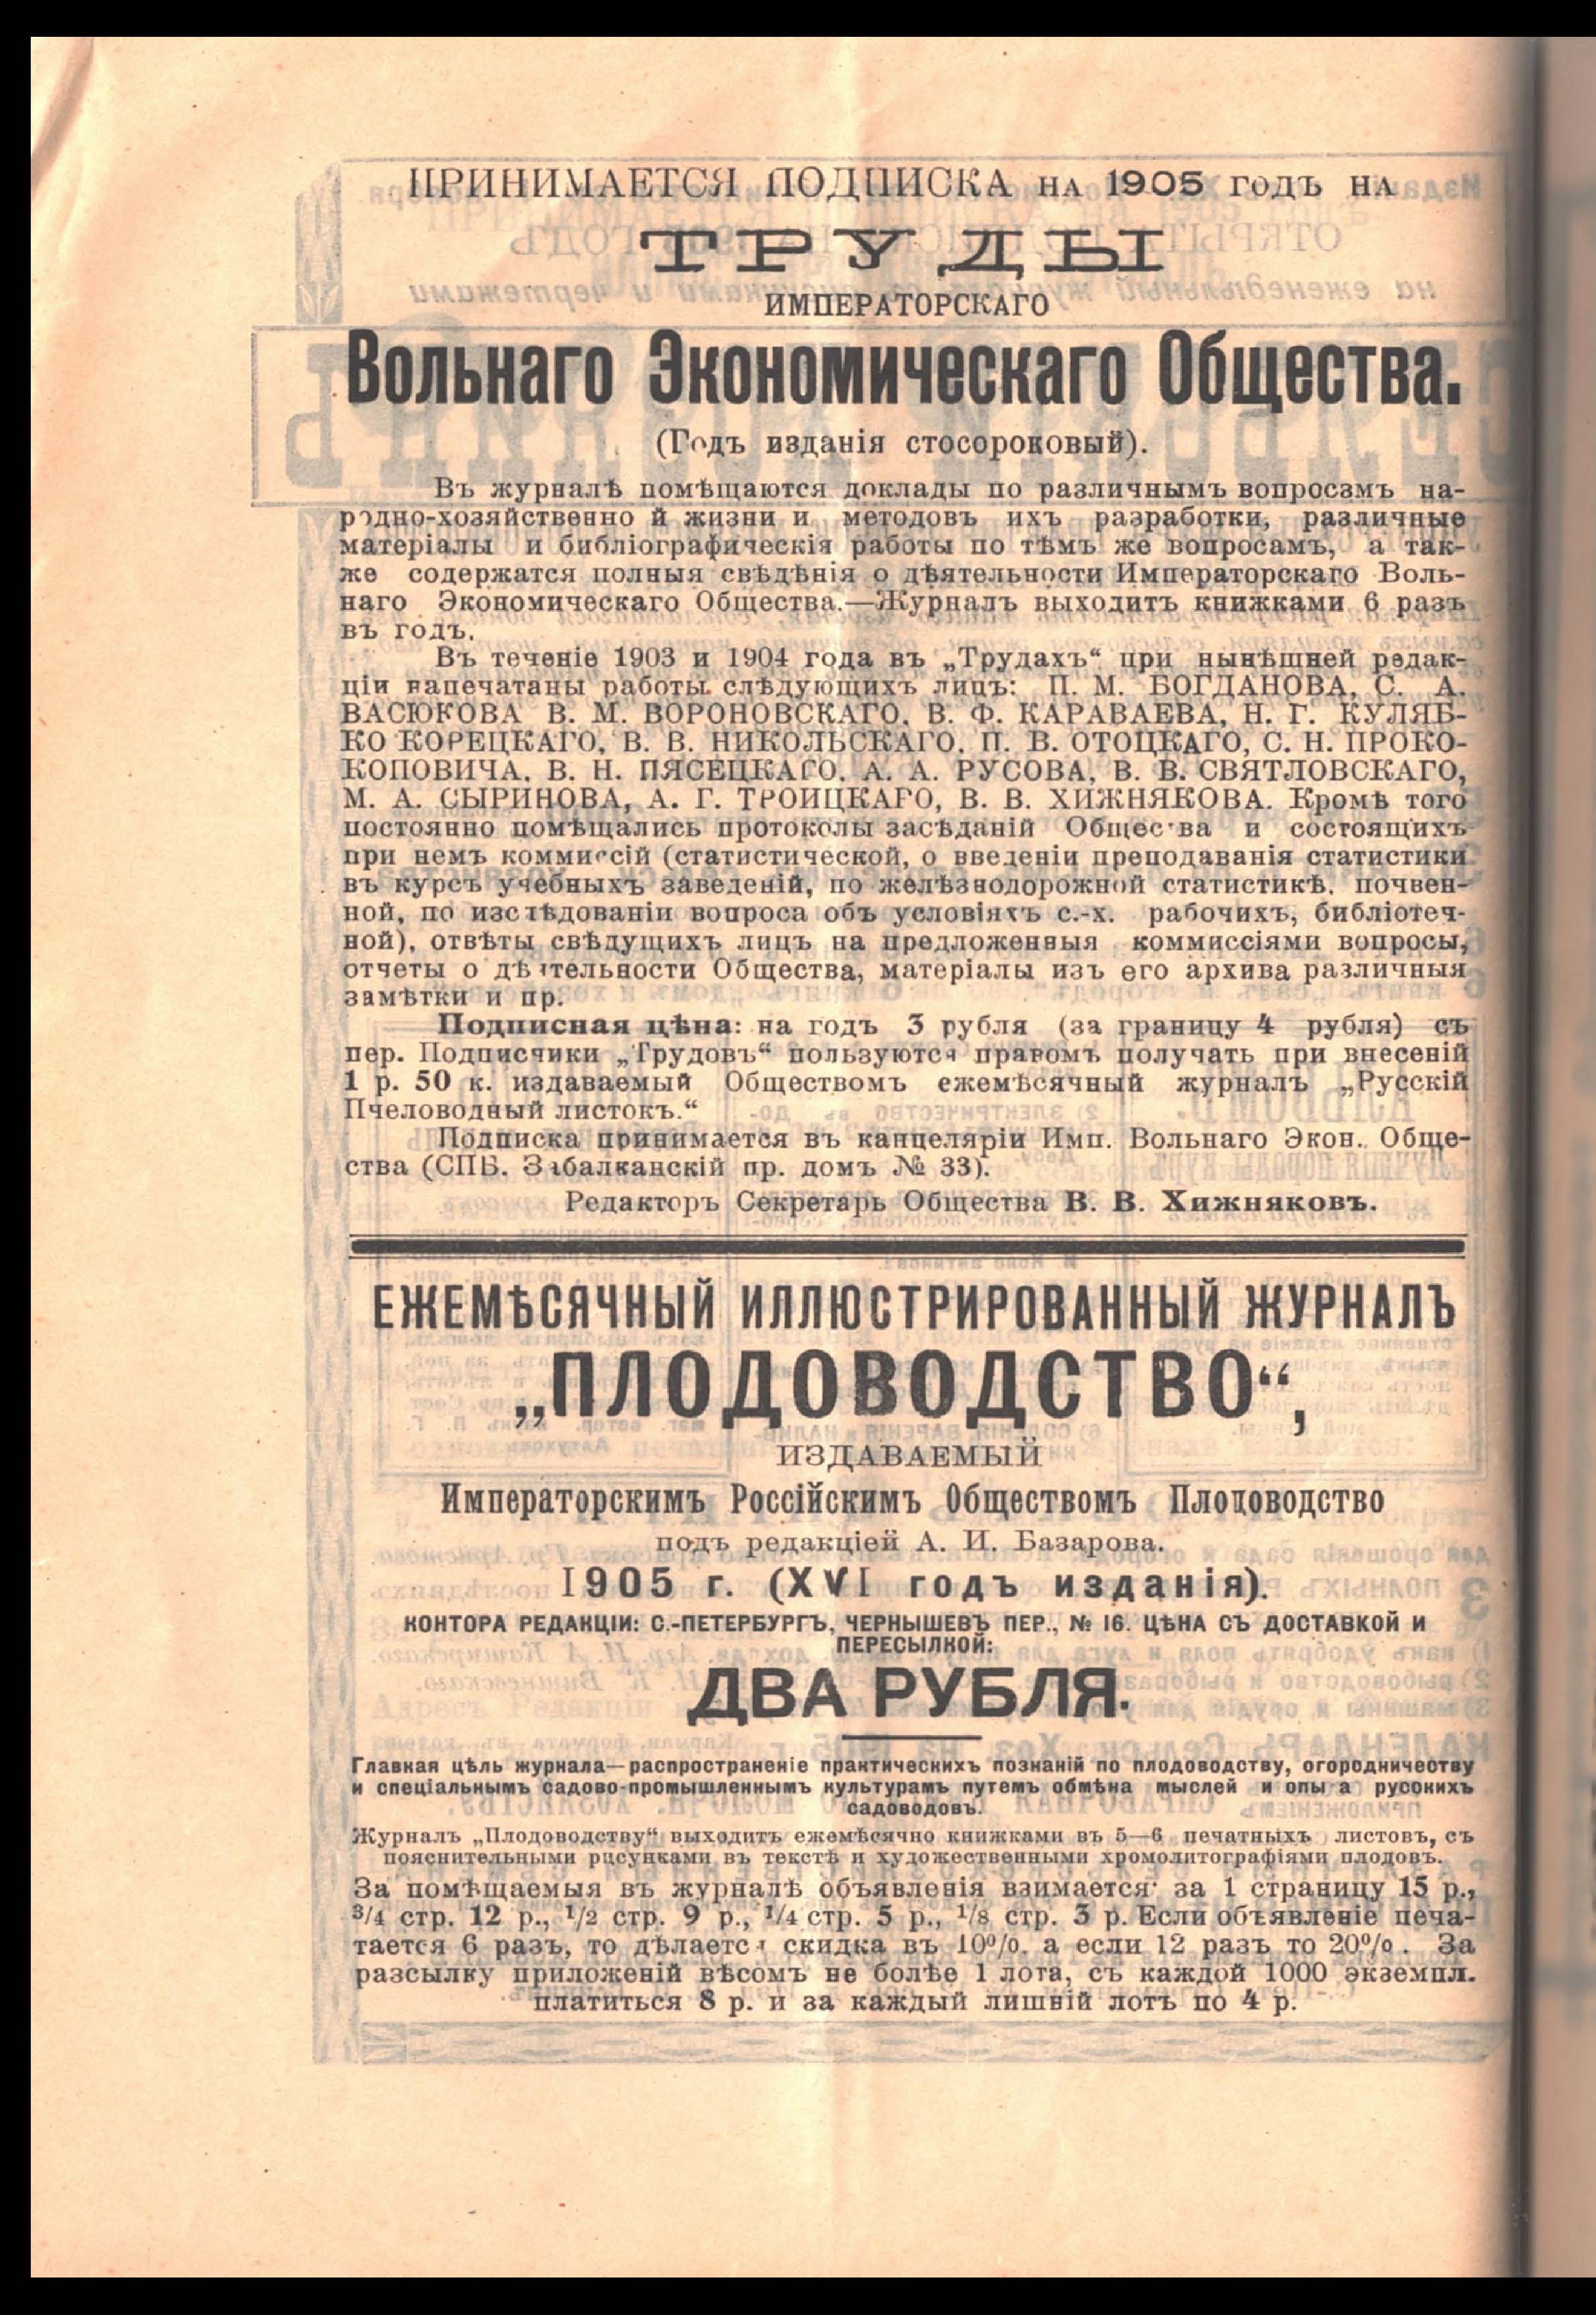 ПРИНИМАЕТСЯ ПОДПИСКА НА 1905 ГОДЪ НА
ТРУДЫ
ИМПЕРАТОРСКАГО
Вольнаго Экономическаго Общества.
(Годъ изданія стосороковый).
Въ журналѣ помѣщаются доклады по различнымъ вопросамъ на-
родно-хозяйственно й жизни и методовъ ихъ разработки, различные
матеріалы и библіографическія работы по тѣмъ же вопросамъ, а так-
же содержатся полныя свѣдѣнія о дѣятельности Императорскаго Воль-
наго Экономическаго Общества.—Журналъ выходитъ книжками 6 разъ
въ годъ.
Въ теченіе 1903 и 1904 года въ „Трудахъ“ при нынѣшней редак-
ціи напечатаны работы слѣдующихъ лицъ: П. М. БОГДАНОВА, С. А.
ВАСЮКОВА В. М. ВОРОНОВСКАГО, В. Ф. КАРАВАЕВА, Н. Г. КУЛЯБ-
КО КОРЕЦКАГО, В. В. НИКОЛЬСКАГО, П. В. ОТОЦКАГО, С. Н. ПРОКО-
КОПОВИЧА, В. Н. ПЯСЕЦКАГО, А. А. РУСОВА, В. В. СВЯТЛОВСКАГО,
М. А. СЫРИНОВА, А. Г. ТРОИЦКАГО, В. В. ХИЖНЯКОВА. Кромѣ того
постоянно помѣщались протоколы засѣданій Общества и состоящихъ
при немъ коммиссій (статистической, о введеніи преподаванія статистики
въ курсъ учебныхъ заведеній, по желѣзнодорожной статистикѣ, почвен-
ной, по изслѣдованіи вопроса объ условіяхъ с.-х. рабочихъ, библіотеч-
ной), отвѣты свѣдущихъ лицъ на предложенныя коммиссіями вопросы,
отчеты о дѣятельности Общества, матеріалы изъ его архива различныя
замѣтки и пр.
Подписная цѣна: на годъ 3 рубля (за границу 4 рубля) съ
пер. Подписчики „Трудовъ“ пользуются правомъ получать при внесеній
1 р. 50 к. издаваемый Обществомъ ежемѣсячный журналъ „Русскій
Пчеловодный листокъ.“
Подписка принимается въ канцеляріи Имп. Вольнаго Экон. Обще-
ства (СПБ. Забалканскій пр. домъ № 33).
Редакторъ Секретарь Общества В. В. Хижняковъ.
ЕЖЕМѢСЯЧНЫЙ ИЛЛЮСТРИРОВАННЫЙ ЖУРНАЛЪ
„ПЛОДОВОДСТВО“,
ИЗДАВАЕМЫЙ
Императорскимъ Россійскимъ Обществомъ Плодоводство
подъ редакціей А. И. Базарова.
1905 г. (XVI годъ изданія).
КОНТОРА РЕДАКЦІИ: С.-ПЕТЕРБУРГЪ, ЧЕРНЫШЕВЪ ПЕР., № 16. ЦѢНА СЪ ДОСТАВКОЙ И
ПЕРЕСЫЛКОЙ:
ДВА РУБЛЯ.
Главная цѣль журнала—распространеніе практическихъ познаній по плодоводству, огородничеству
и спеціальнымъ садово-промышленнымъ культурамъ путемъ обмѣна мыслей и опы а русскихъ
садоводовъ.
Журналъ „Плодоводству“ выходитъ ежемѣсячно книжками въ 5—6 печатныхъ листовъ, съ
пояснительными рисунками въ текстѣ и художественными хромолитографіями плодовъ.
За помѣщаемыя въ журналѣ объявленія взимается за 1 страницу 15 р.,
3/4 стр. 12 р., 1/2 стр. 9 р., 1/4 стр. 5 р., 1/8 стр. 3 р. Если объявленіе печа-
тается 6 разъ, то дѣлается скидка въ 10%, а если 12 разъ то 20%. За
разсылку приложеній вѣсомъ не болѣе 1 лота, съ каждой 1000 экземпл.
платиться 8 р. и за каждый лишній лотъ по 4 р.